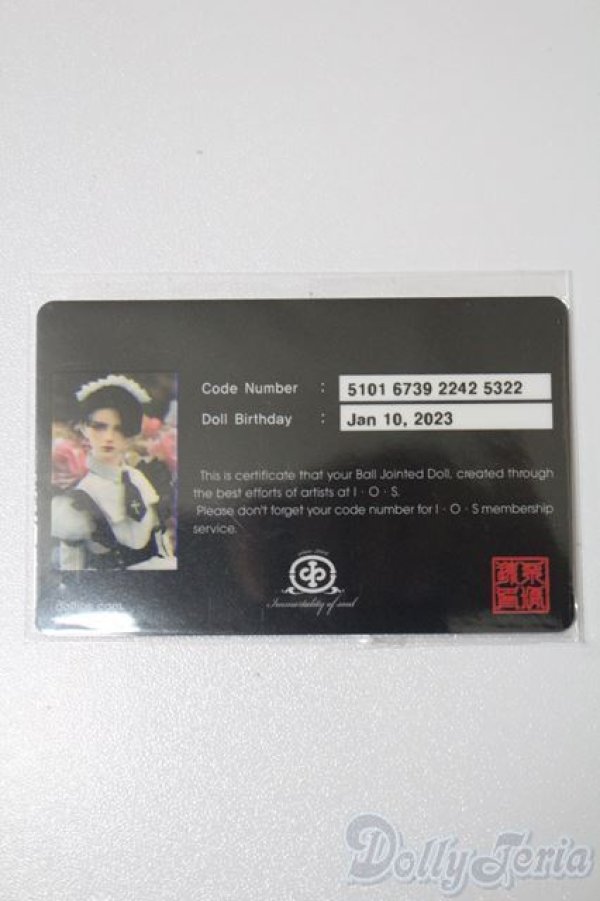 Code Number : 5101 6739 2242 5322
Doll Birthday : Jan 10, 2023
This is certificate that your Ball Jointed Doll, created through
the best efforts of artists at I · O · S.
Please don't forget your code number for I · O · S membership
service.
Immortality of soul
DollyTeria